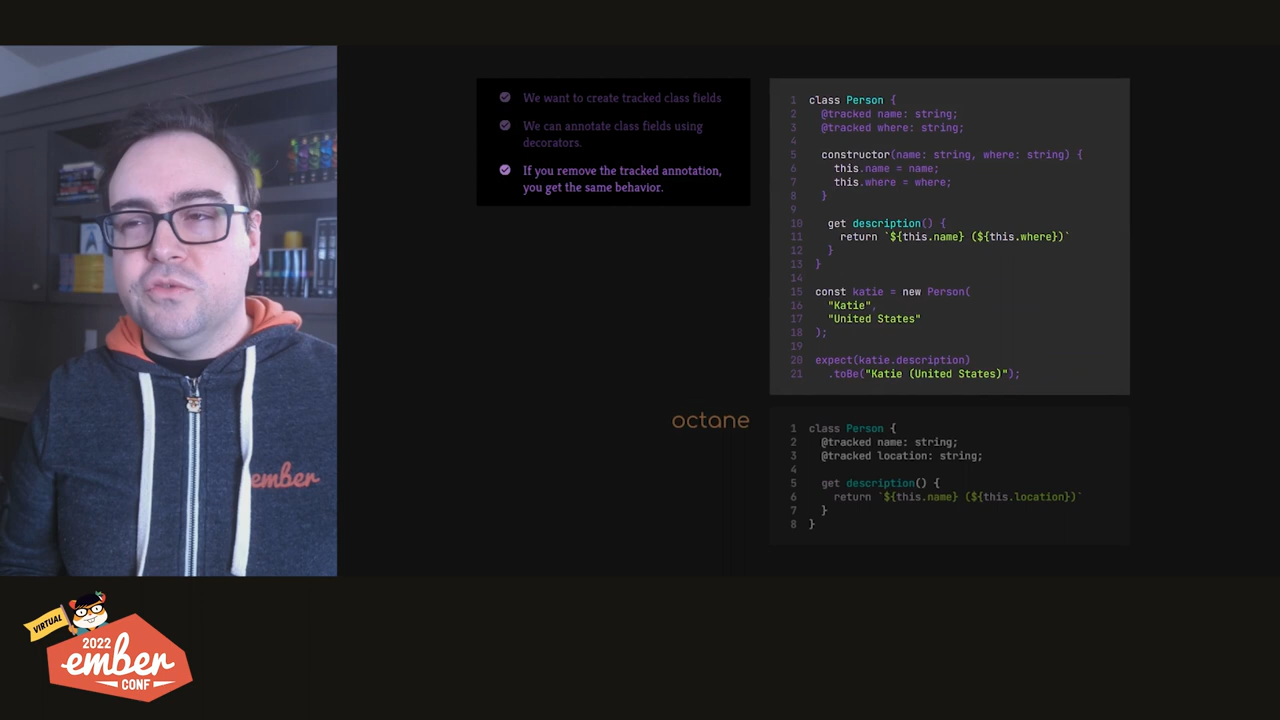 We want to create tracked class fields
We can annotate class fields using
decorators.
If you remove the tracked annotation,
you get the same behavior.
1 class Person {
2 @tracked name: string;
3 @tracked where: string;
4
5 constructor(name: string, where: string) {
6 this.name = name;
7 this.where = where;
8 }
9
10 get description() {
11 return `${this.name} (${this.where})`
12 }
13 }
14
15 const katie = new Person(
16 "Katie",
17 "United States"
18 );
19
20 expect(katie.description)
21 .toBe("Katie (United States)");
octane
1 class Person {
2 @tracked name: string;
3 @tracked location: string;
4
5 get description() {
6 return `${this.name} (${this.location})`
7 }
8 }
ember
VIRTUAL
2022
ember
CONF